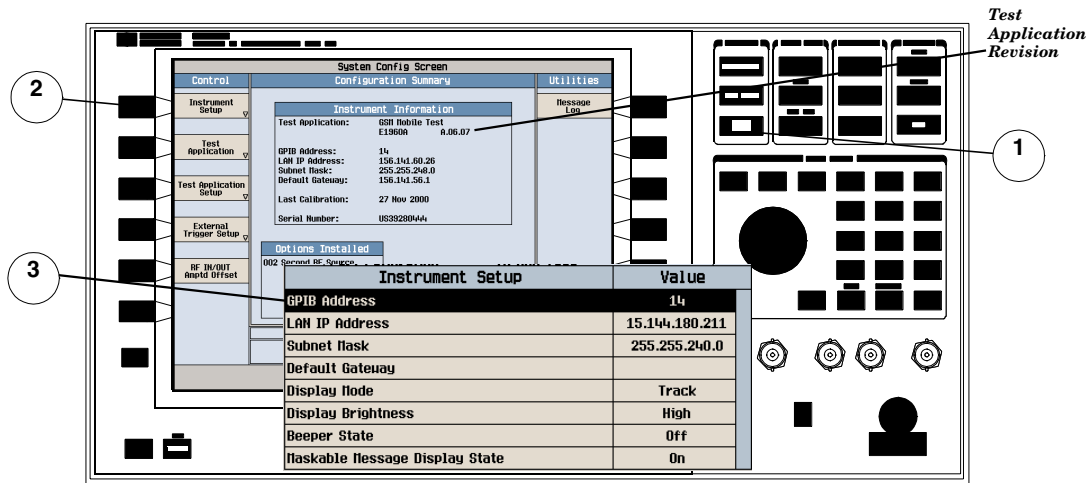 Test
Application
Revision
System Config Screen
Control
Configuration Summary
Utilities
Instrument
Setup
Test
Application
Test Application
Setup
External
Trigger Setup
RF IN/OUT
Amptd Offset
Instrument Information
Test Application: GSM Mobile Test
E1960A A.06.07
GPIB Address: 14
LAN IP Address: 156.141.60.26
Subnet Mask: 255.255.248.0
Default Gateway: 156.141.56.1
Last Calibration: 27 Nov 2000
Serial Number: US39280444
Message
Log
Options Installed
002 Second RF Source
Instrument Setup Value
GPIB Address 14
LAN IP Address 15.144.180.211
Subnet Mask 255.255.240.0
Default Gateway
Display Mode Track
Display Brightness High
Beeper State Off
Maskable Message Display State On
1
2
3